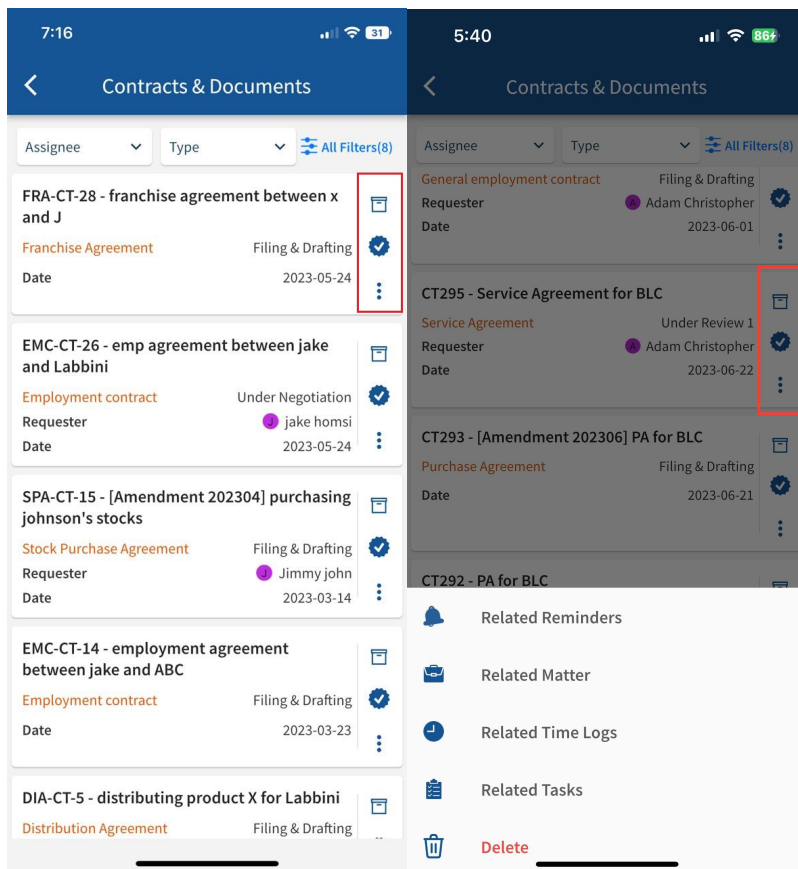 7:16
31
Contracts & Documents
Assignee
Type
All Filters(8)
FRA-CT-28 - franchise agreement between x
and J
Franchise Agreement
Filing & Drafting
Date
2023-05-24
EMC-CT-26 - emp agreement between jake
and Labbini
Employment contract
Under Negotiation
Requester
J
jake homsi
Date
2023-05-24
SPA-CT-15 - [Amendment 202304] purchasing
johnson's stocks
Stock Purchase Agreement
Filing & Drafting
Requester
J
Jimmy john
Date
2023-03-14
EMC-CT-14 - employment agreement
between jake and ABC
Employment contract
Filing & Drafting
Date
2023-03-23
DIA-CT-5 - distributing product X for Labbini
Distribution Agreement
Filing & Drafting
5:40
86
Contracts & Documents
Assignee
Type
All Filters(8)
General employment contract
Filing & Drafting
Requester
A
Adam Christopher
Date
2023-06-01
CT295 - Service Agreement for BLC
Service Agreement
Under Review 1
Requester
A
Adam Christopher
Date
2023-06-22
CT293 - [Amendment 202306] PA for BLC
Purchase Agreement
Filing & Drafting
Date
2023-06-21
CT292 - PA for BLC
Related Reminders
Related Matter
Related Time Logs
Related Tasks
Delete